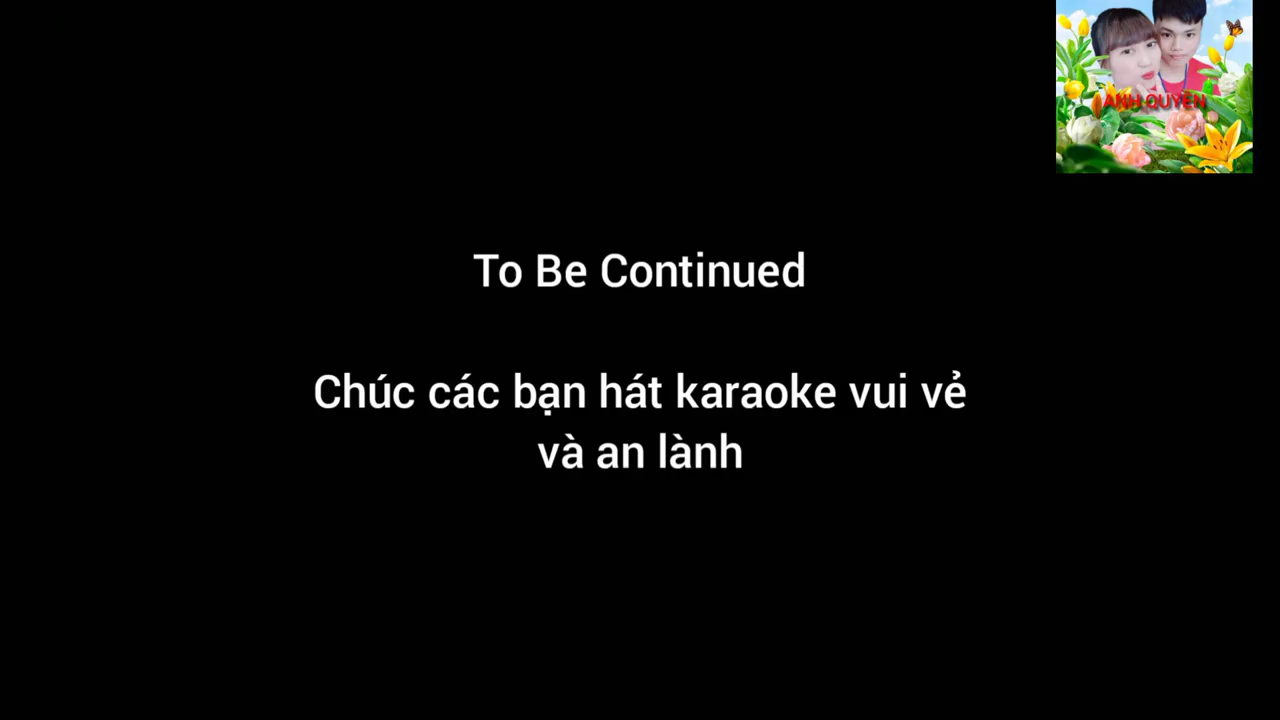 ANH QUYÊN
To Be Continued
Chúc các bạn hát karaoke vui vẻ
và an lành